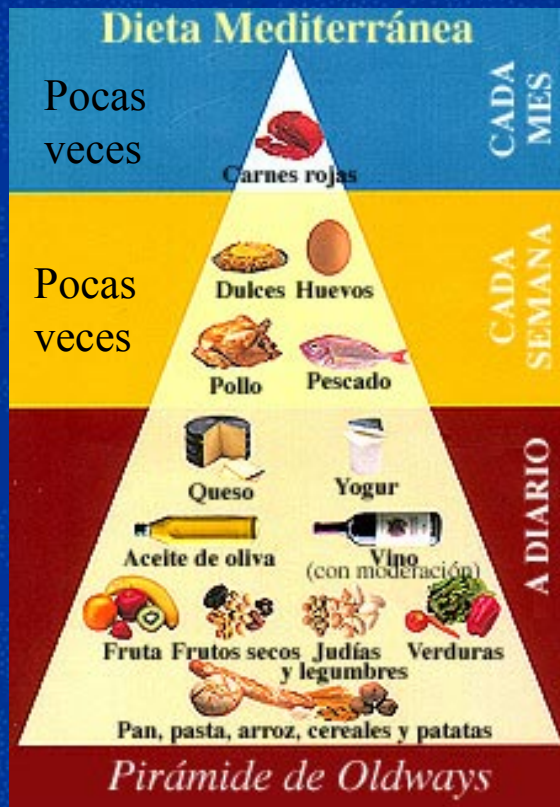 Dieta Mediterránea
Pocas
veces
CADA
MES
Carnes rojas
Pocas
veces
CADA
SEMANA
Dulces Huevos
Pollo Pescado
A DIARIO
Queso Yogur
Aceite de oliva Vino
(con moderación)
Fruta Frutos secos Judías Verduras
y legumbres
Pan, pasta, arroz, cereales y patatas
Pirámide de Oldways